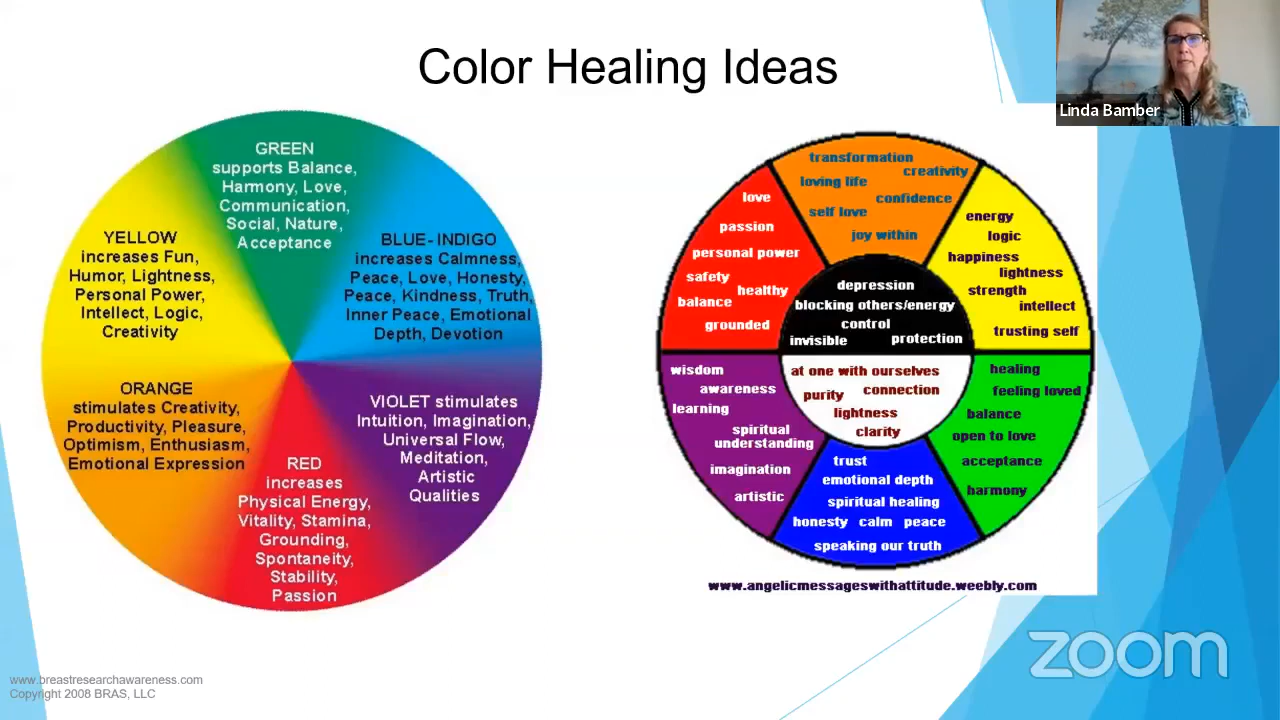 Color Healing Ideas
Linda Bamber
GREEN
supports Balance,
Harmony, Love,
Communication,
Social, Nature,
Acceptance
YELLOW
increases Fun,
Humor, Lightness,
Personal Power,
Intellect, Logic,
Creativity
BLUE-INDIGO
increases Calmness,
Peace, Love, Honesty,
Peace, Kindness, Truth,
Inner Peace, Emotional
Depth, Devotion
ORANGE
stimulates Creativity,
Productivity, Pleasure,
Optimism, Enthusiasm,
Emotional Expression
VIOLET stimulates
Intuition, Imagination,
Universal Flow,
Meditation,
Artistic
Qualities
RED
increases
Physical Energy,
Vitality, Stamina,
Grounding,
Spontaneity,
Stability,
Passion
transformation
creativity
loving life
confidence
self love
joy within
love
passion
personal power
safety
healthy
balance
grounded
energy
logic
happiness
lightness
strength
intellect
trusting self
depression
blocking others/energy
control
invisible protection
at one with ourselves
purity connection
lightness
clarity
wisdom
awareness
learning
spiritual
understanding
imagination
artistic
healing
feeling loved
balance
open to love
acceptance
harmony
trust
emotional depth
spiritual healing
honesty calm peace
speaking our truth
www.angelicmessageswithattitude.weebly.com
zoom
www.breastresearchawareness.com
Copyright 2008 BRAS, LLC